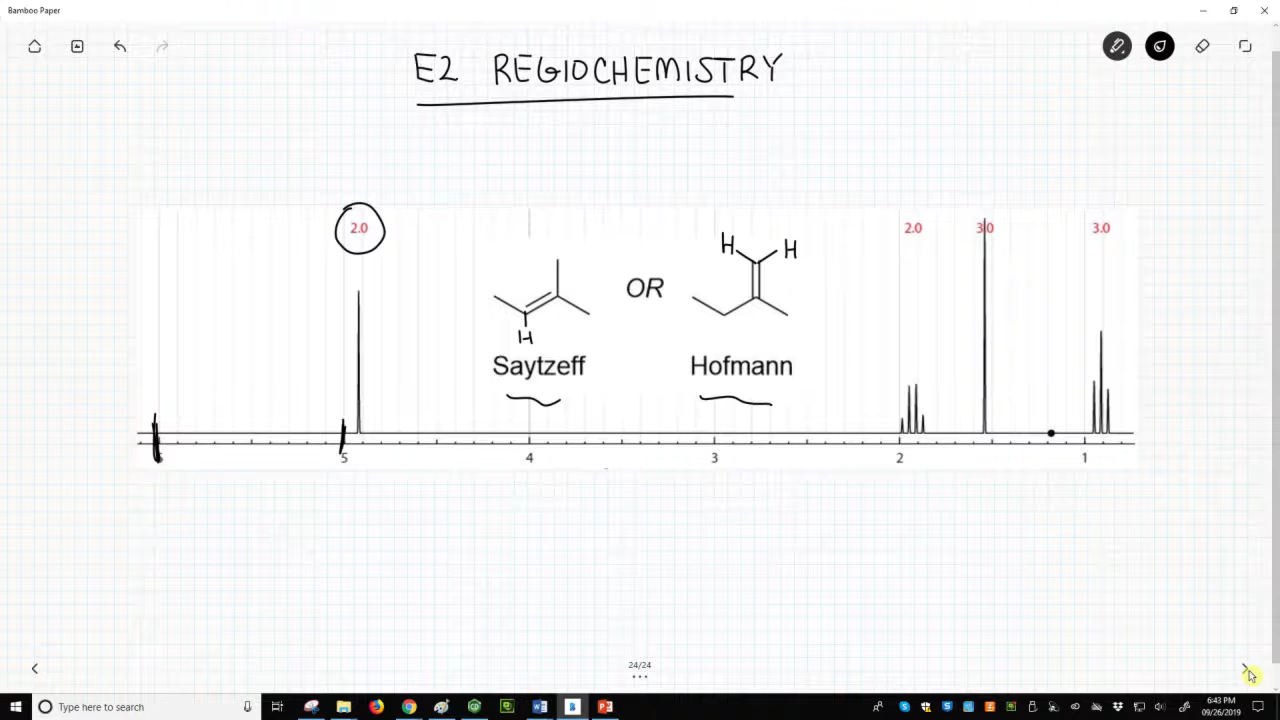 Bamboo Paper
E2 REGIOCHEMISTRY
2.0 2.0 3.0 3.0
H H
OR
H
Saytzeff Hofmann
5 4 3 2 1
24/24
Type here to search
6:43 PM
09/26/2019